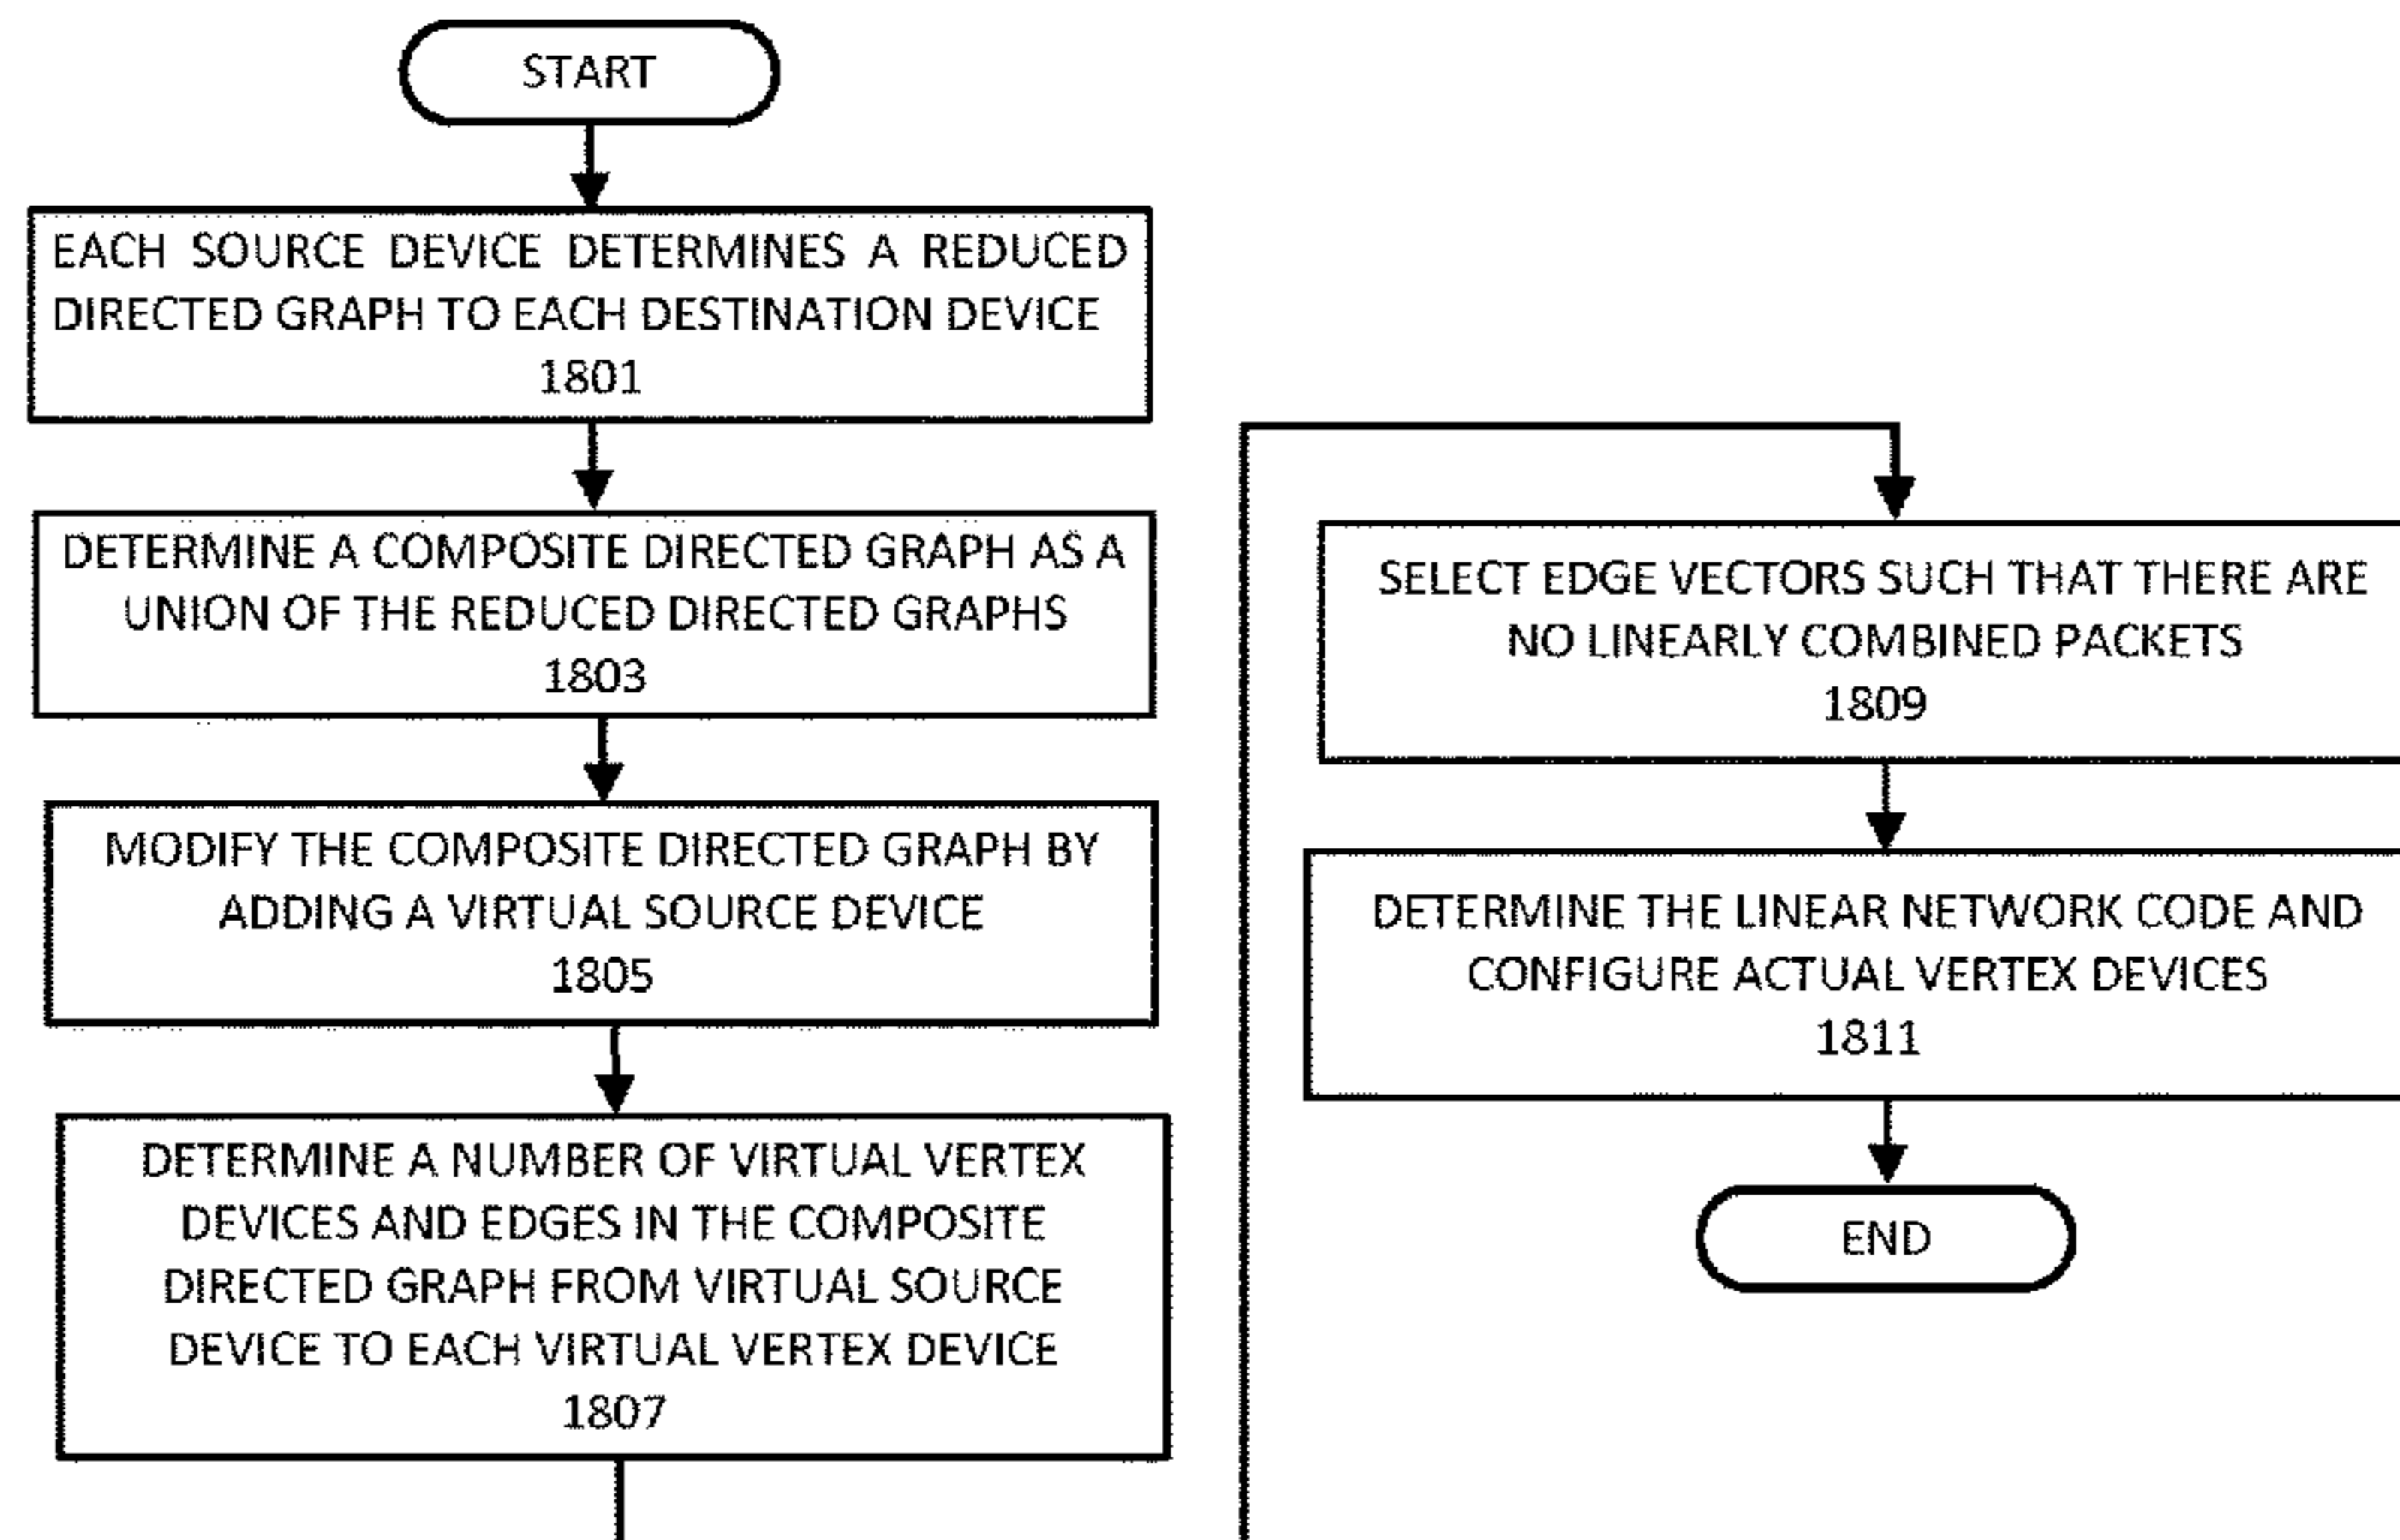 START
EACH SOURCE DEVICE DETERMINES A REDUCED
DIRECTED GRAPH TO EACH DESTINATION DEVICE
1801
DETERMINE A COMPOSITE DIRECTED GRAPH AS A
UNION OF THE REDUCED DIRECTED GRAPHS
1803
MODIFY THE COMPOSITE DIRECTED GRAPH BY
ADDING A VIRTUAL SOURCE DEVICE
1805
DETERMINE A NUMBER OF VIRTUAL VERTEX
DEVICES AND EDGES IN THE COMPOSITE
DIRECTED GRAPH FROM VIRTUAL SOURCE
DEVICE TO EACH VIRTUAL VERTEX DEVICE
1807
SELECT EDGE VECTORS SUCH THAT THERE ARE
NO LINEARLY COMBINED PACKETS
1809
DETERMINE THE LINEAR NETWORK CODE AND
CONFIGURE ACTUAL VERTEX DEVICES
1811
END